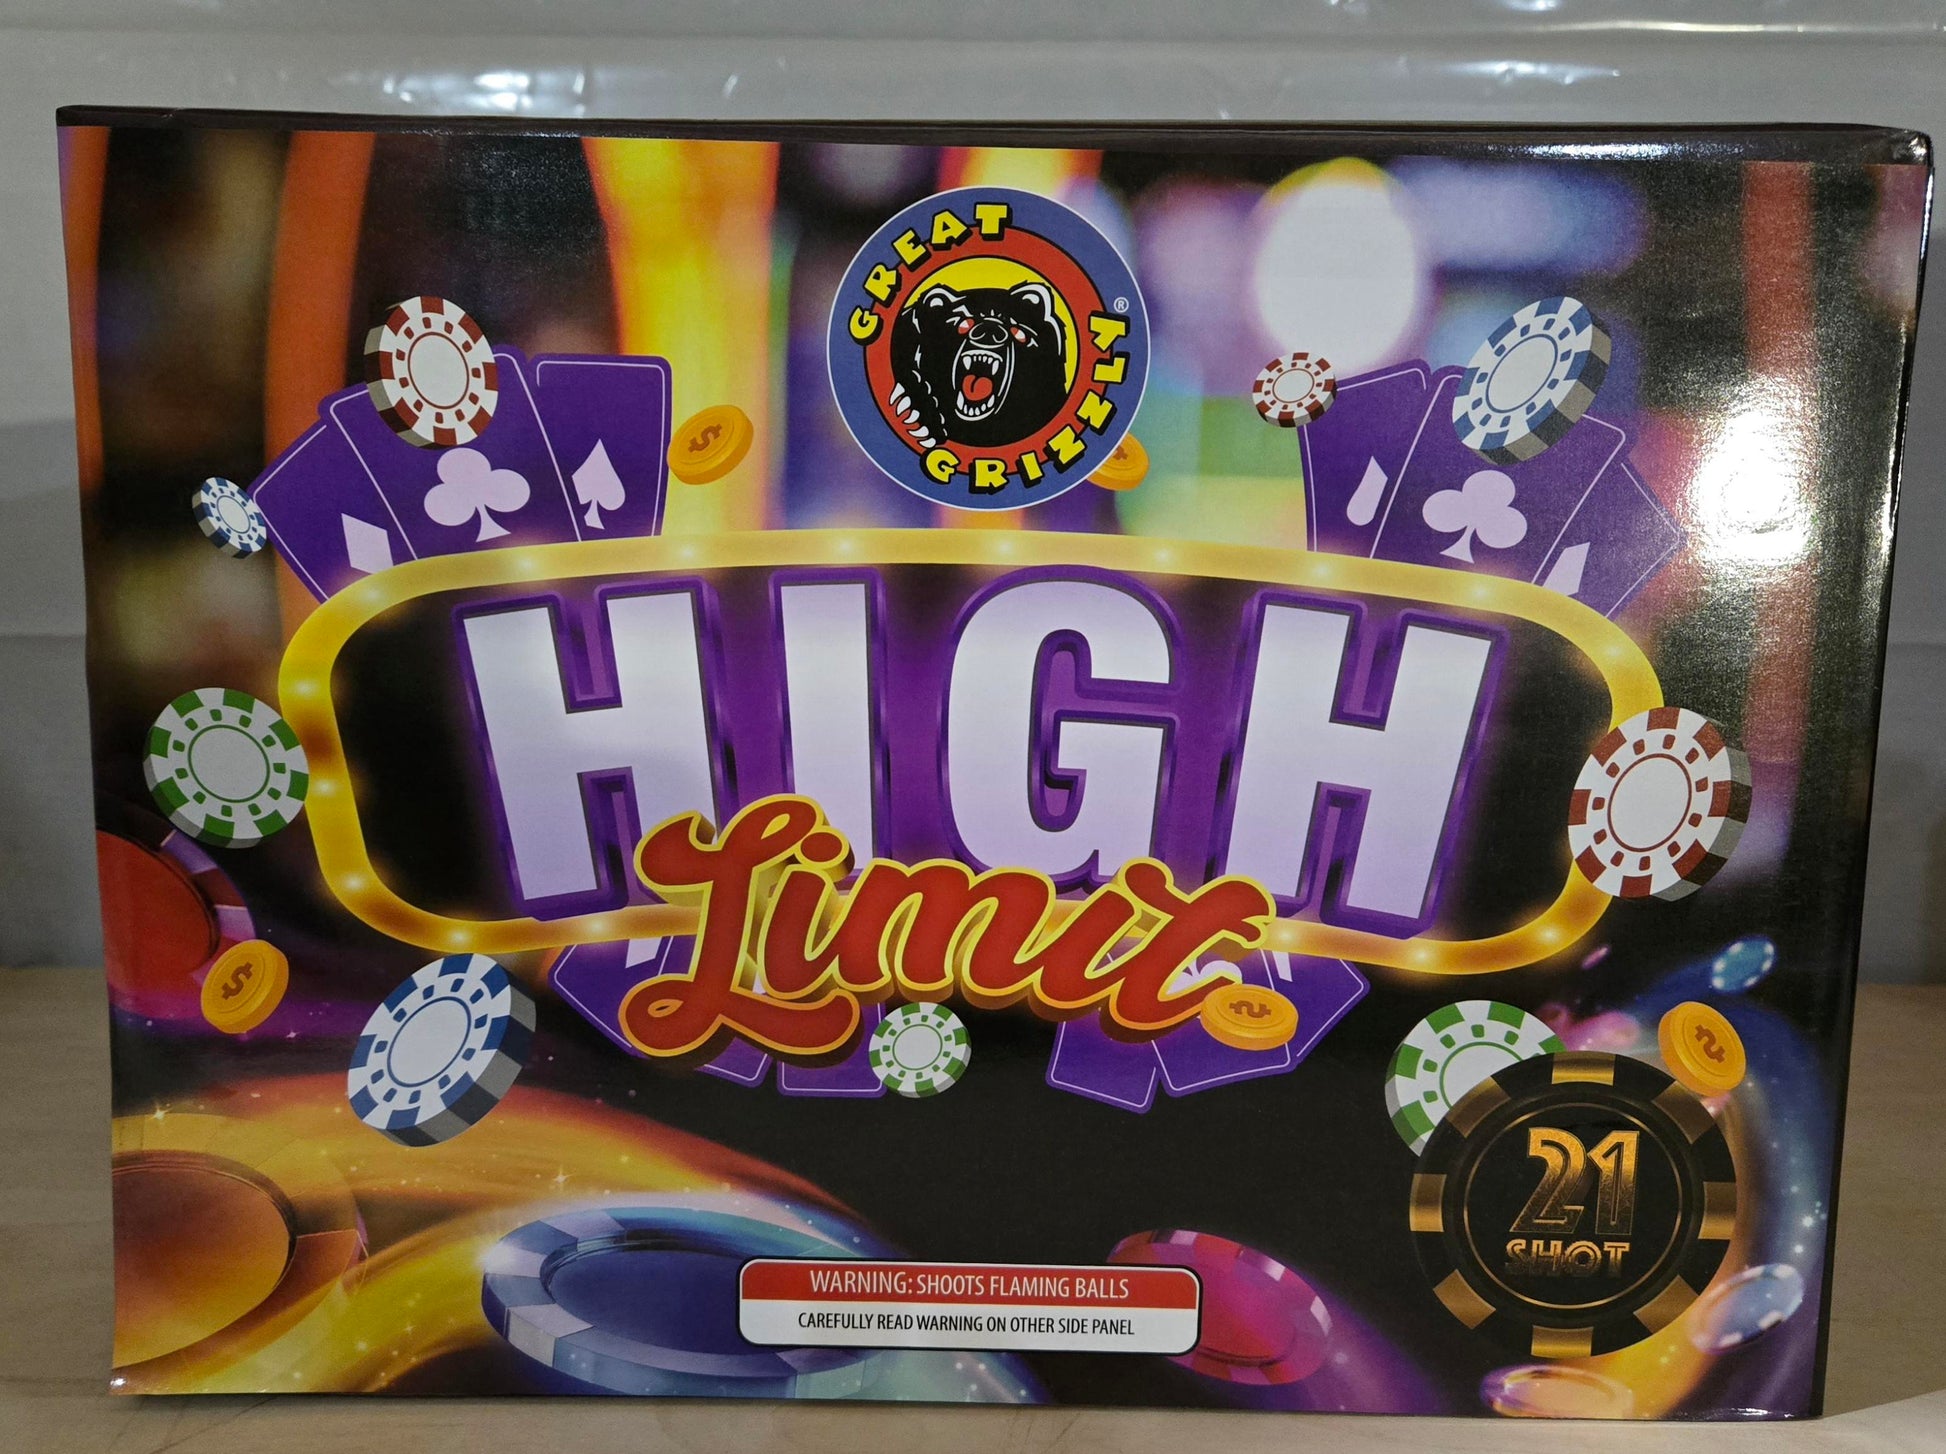 GREAT
GRIZZLY
®
HIGH
Limit
21
SHOT
WARNING: SHOOTS FLAMING BALLS
CAREFULLY READ WARNING ON OTHER SIDE PANEL
$
$
$
$
$